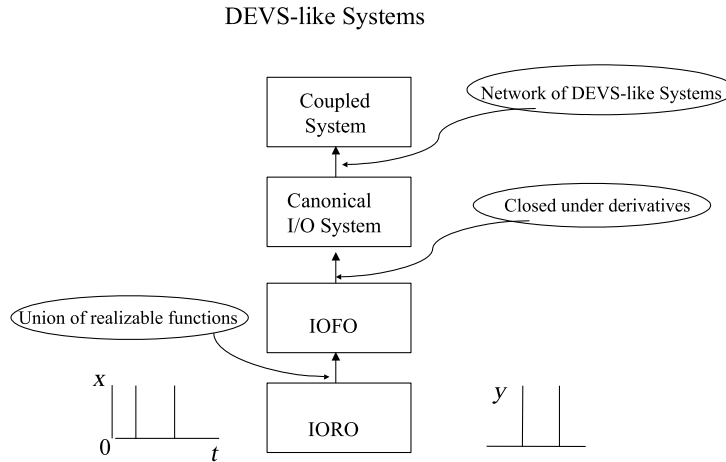 DEVS-like Systems
Coupled
System
Network of DEVS-like Systems
Canonical
I/O System
Closed under derivatives
IOFO
Union of realizable functions
x
y
IORO
0
t